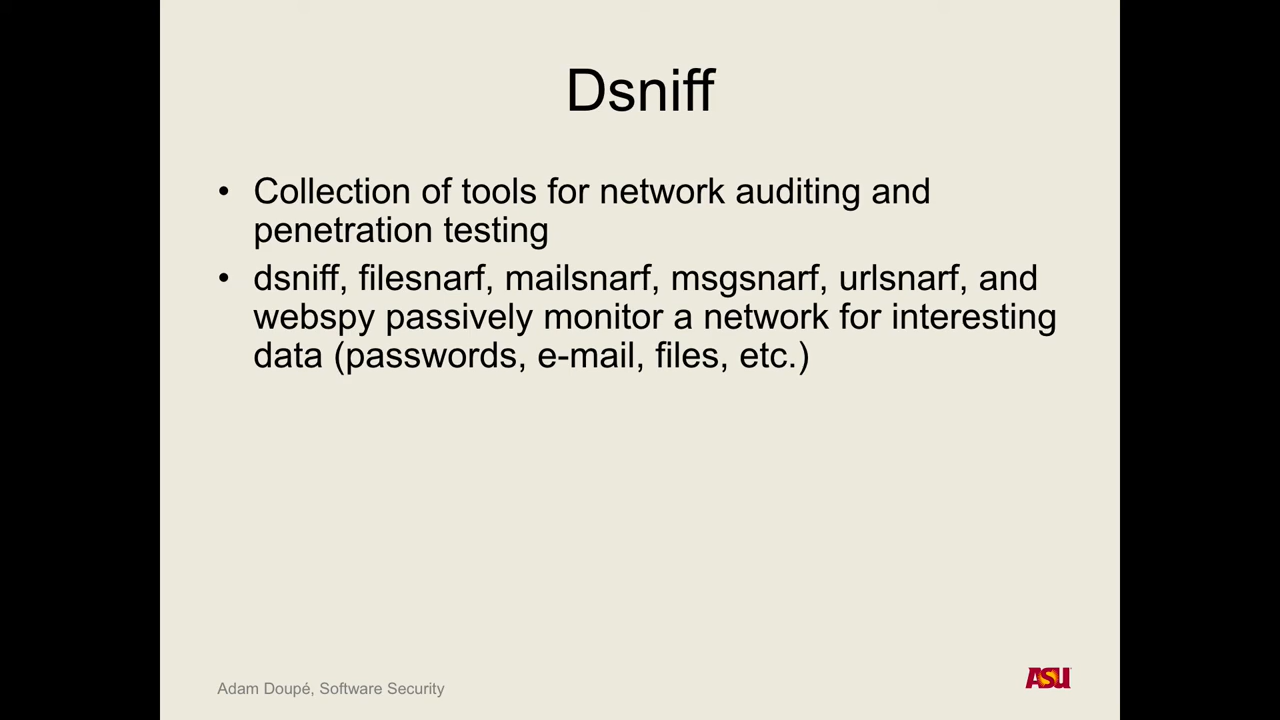 Dsniff
• Collection of tools for network auditing and
penetration testing
• dsniff, filesnarf, mailsnarf, msgsnarf, urlsnarf, and
webspy passively monitor a network for interesting
data (passwords, e-mail, files, etc.)
Adam Doupé, Software Security
ASU